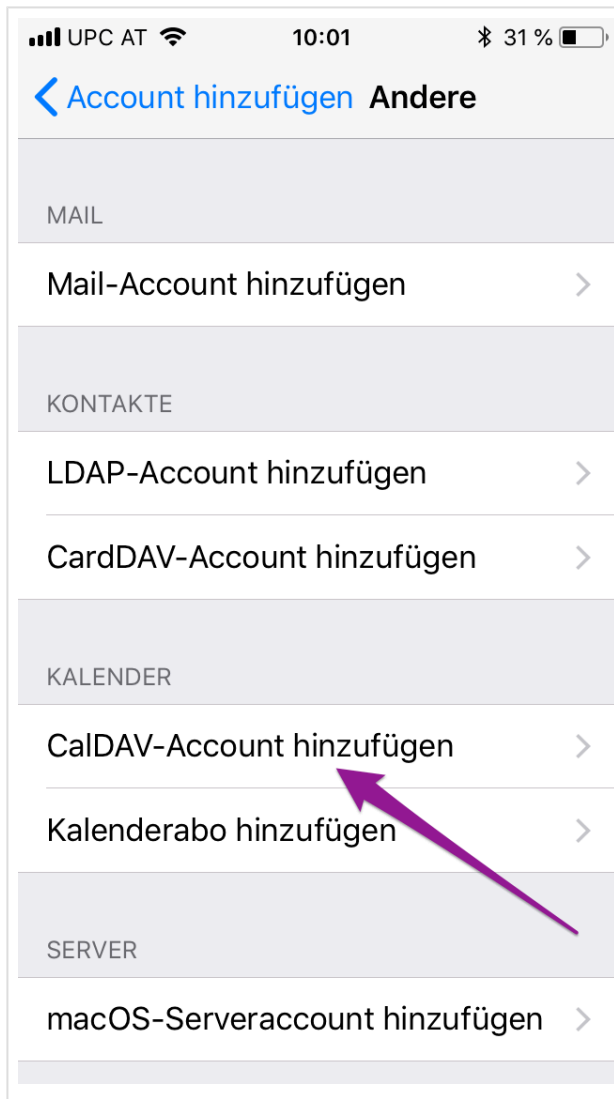 UPC AT 10:01 31 %
Account hinzufügen Andere
MAIL
Mail-Account hinzufügen
KONTAKTE
LDAP-Account hinzufügen
CardDAV-Account hinzufügen
KALENDER
CalDAV-Account hinzufügen
Kalenderabo hinzufügen
SERVER
macOS-Serveraccount hinzufügen